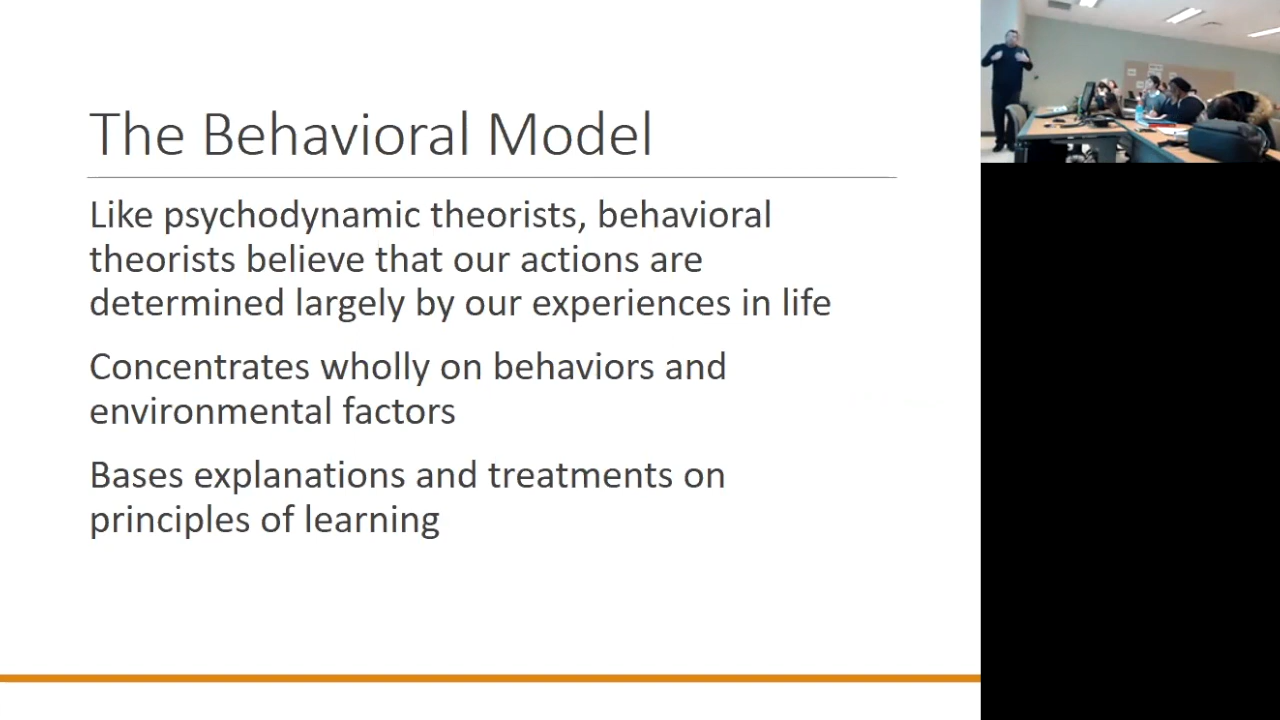 The Behavioral Model
Like psychodynamic theorists, behavioral
theorists believe that our actions are
determined largely by our experiences in life
Concentrates wholly on behaviors and
environmental factors
Bases explanations and treatments on
principles of learning